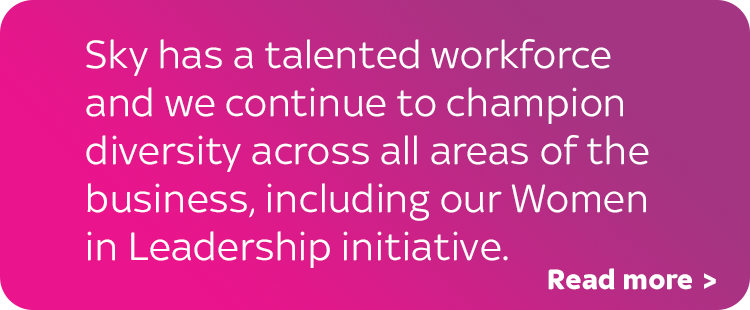 Sky has a talented workforce
and we continue to champion
diversity across all areas of the
business, including our Women
in Leadership initiative.
Read more >